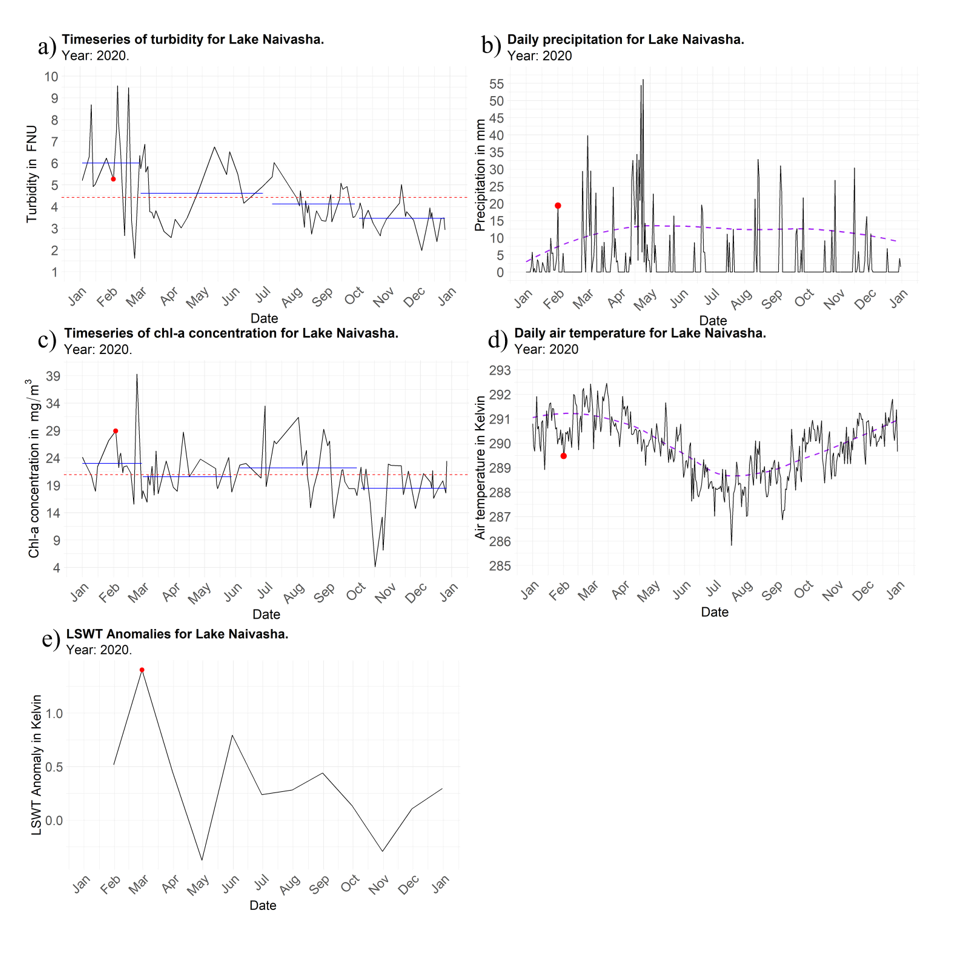 a) Timeseries of turbidity for Lake Naivasha.
Year: 2020.
Turbidity in FNU
10
9
8
7
6
5
4
3
2
1
Jan Feb Mar Apr May Jun Jul Aug Sep Oct Nov Dec Jan
Date
b) Daily precipitation for Lake Naivasha.
Year: 2020
Precipitation in mm
55
50
45
40
35
30
25
20
15
10
5
0
Jan Feb Mar Apr May Jun Jul Aug Sep Oct Nov Dec Jan
Date
c) Timeseries of chl-a concentration for Lake Naivasha.
Year: 2020.
Chl-a concentration in mg/m³
39
34
29
24
19
14
9
4
Jan Feb Mar Apr May Jun Jul Aug Sep Oct Nov Dec Jan
Date
d) Daily air temperature for Lake Naivasha.
Year: 2020
Air temperature in Kelvin
293
292
291
290
289
288
287
286
285
Jan Feb Mar Apr May Jun Jul Aug Sep Oct Nov Dec Jan
Date
e) LSWT Anomalies for Lake Naivasha.
Year: 2020.
LSWT Anomaly in Kelvin
1.0
0.5
0.0
Jan Feb Mar Apr May Jun Jul Aug Sep Oct Nov Dec Jan
Date